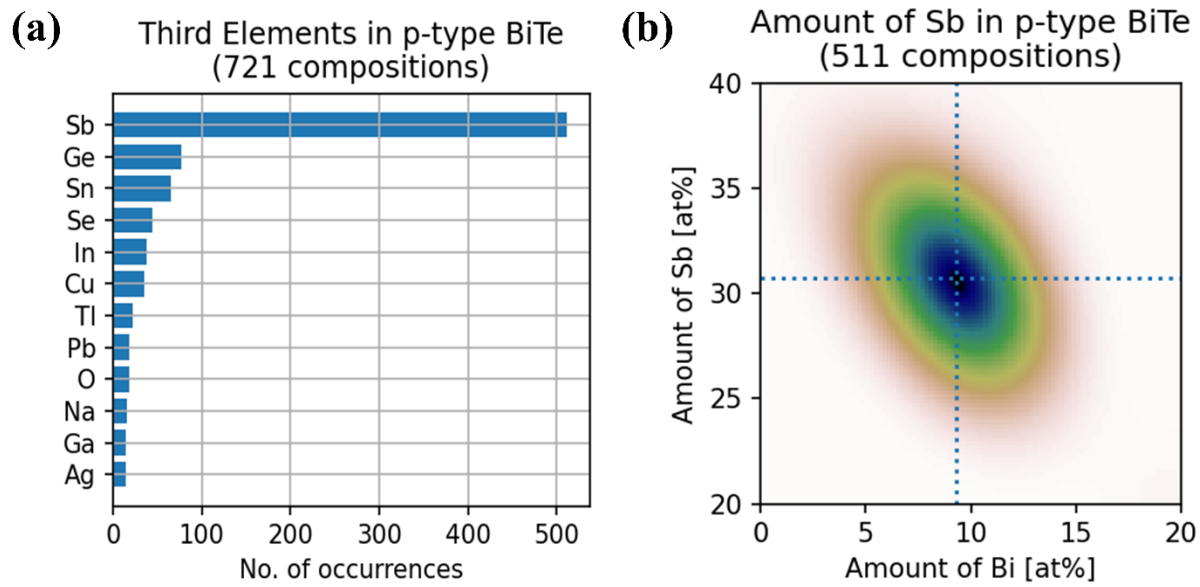 (a)
Third Elements in p-type BiTe
(721 compositions)
Sb
Ge
Sn
Se
In
Cu
Tl
Pb
O
Na
Ga
Ag
0 100 200 300 400 500
No. of occurrences
(b)
Amount of Sb in p-type BiTe
(511 compositions)
Amount of Sb [at%]
40
35
30
25
20
0 5 10 15 20
Amount of Bi [at%]